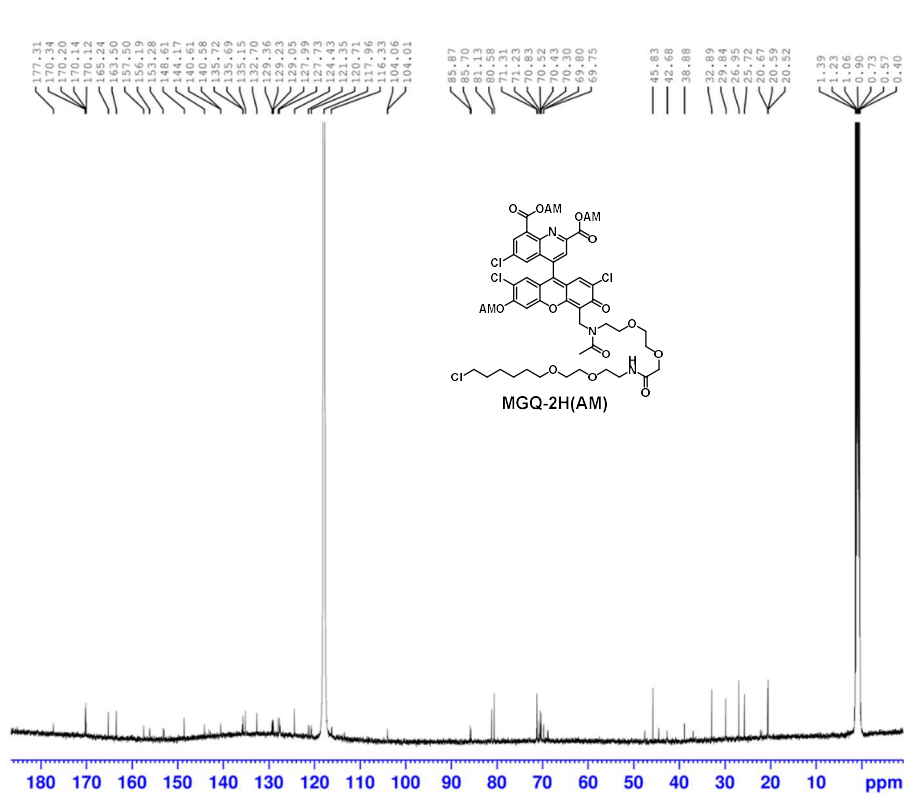 177.31
170.34
170.20
170.14
170.12
165.24
163.50
157.50
156.19
153.28
148.61
144.17
140.61
140.58
135.72
135.69
135.15
132.70
129.36
129.23
129.05
127.99
127.73
124.43
121.35
120.71
117.96
116.33
104.06
104.01
85.87
85.70
81.13
80.58
71.31
71.23
70.83
70.52
70.43
70.30
69.80
69.75
45.83
42.68
38.88
32.89
29.84
26.95
25.72
20.67
20.59
20.52
1.39
1.23
1.06
0.90
0.73
0.57
0.40
O OAM
OAM
N
O
Cl
Cl
Cl
AMO
O
O
N
O
O
O
H
N
Cl
O
O
O
MGQ-2H(AM)
180 170 160 150 140 130 120 110 100 90 80 70 60 50 40 30 20 10 ppm